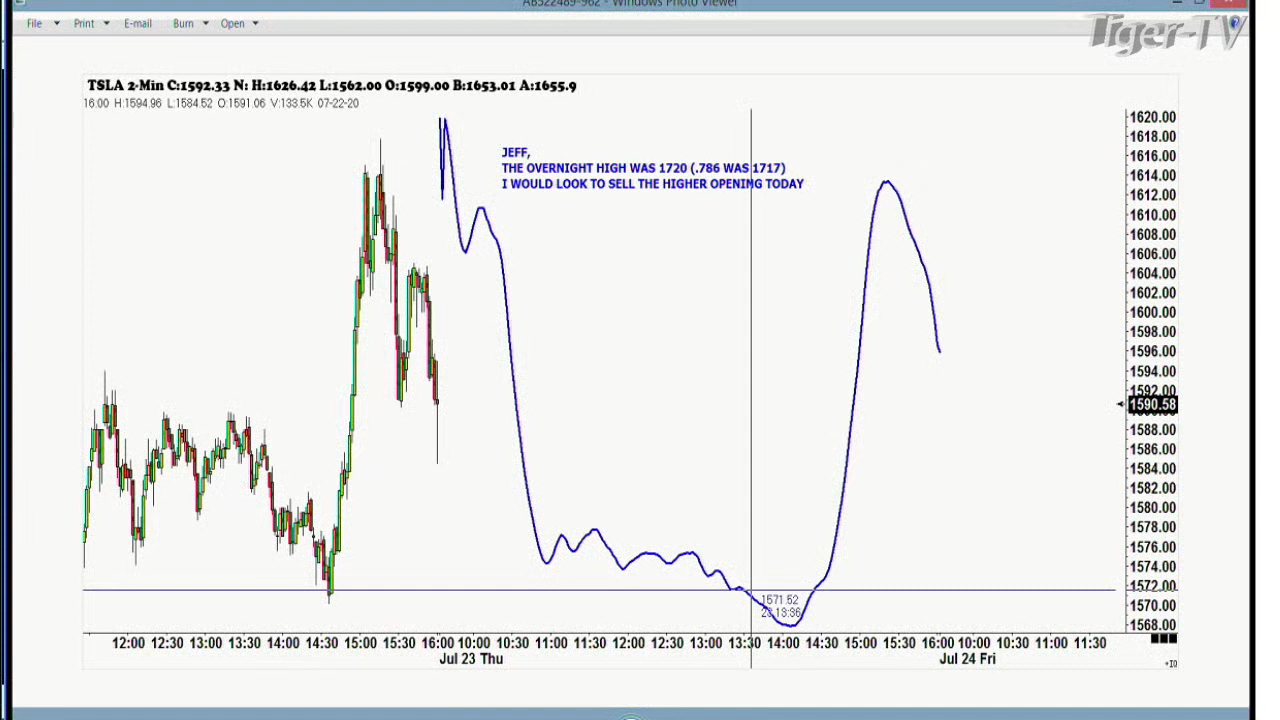 AB522489-962 - Windows Photo Viewer
File Print E-mail Burn Open
Tiger-TV
TSLA 2-Min C:1592.33 N: H:1626.42 L:1562.00 O:1599.00 B:1653.01 A:1655.9
16:00 H:1594.96 L:1584.52 O:1591.06 V:133.5K 07-22-20
JEFF,
THE OVERNIGHT HIGH WAS 1720 (.786 WAS 1717)
I WOULD LOOK TO SELL THE HIGHER OPENING TODAY
1620.00
1618.00
1616.00
1614.00
1612.00
1610.00
1608.00
1606.00
1604.00
1602.00
1600.00
1598.00
1596.00
1594.00
1592.00
1590.58
1588.00
1586.00
1584.00
1582.00
1580.00
1578.00
1576.00
1574.00
1572.00
1570.00
1568.00
1571.52
12:00 12:30 13:00 13:30 14:00 14:30 15:00 15:30 16:00 10:00 10:30 11:00 11:30 12:00 12:30 13:00 13:30 14:00 14:30 15:00 15:30 16:00 10:00 10:30 11:00 11:30
Jul 23 Thu Jul 24 Fri